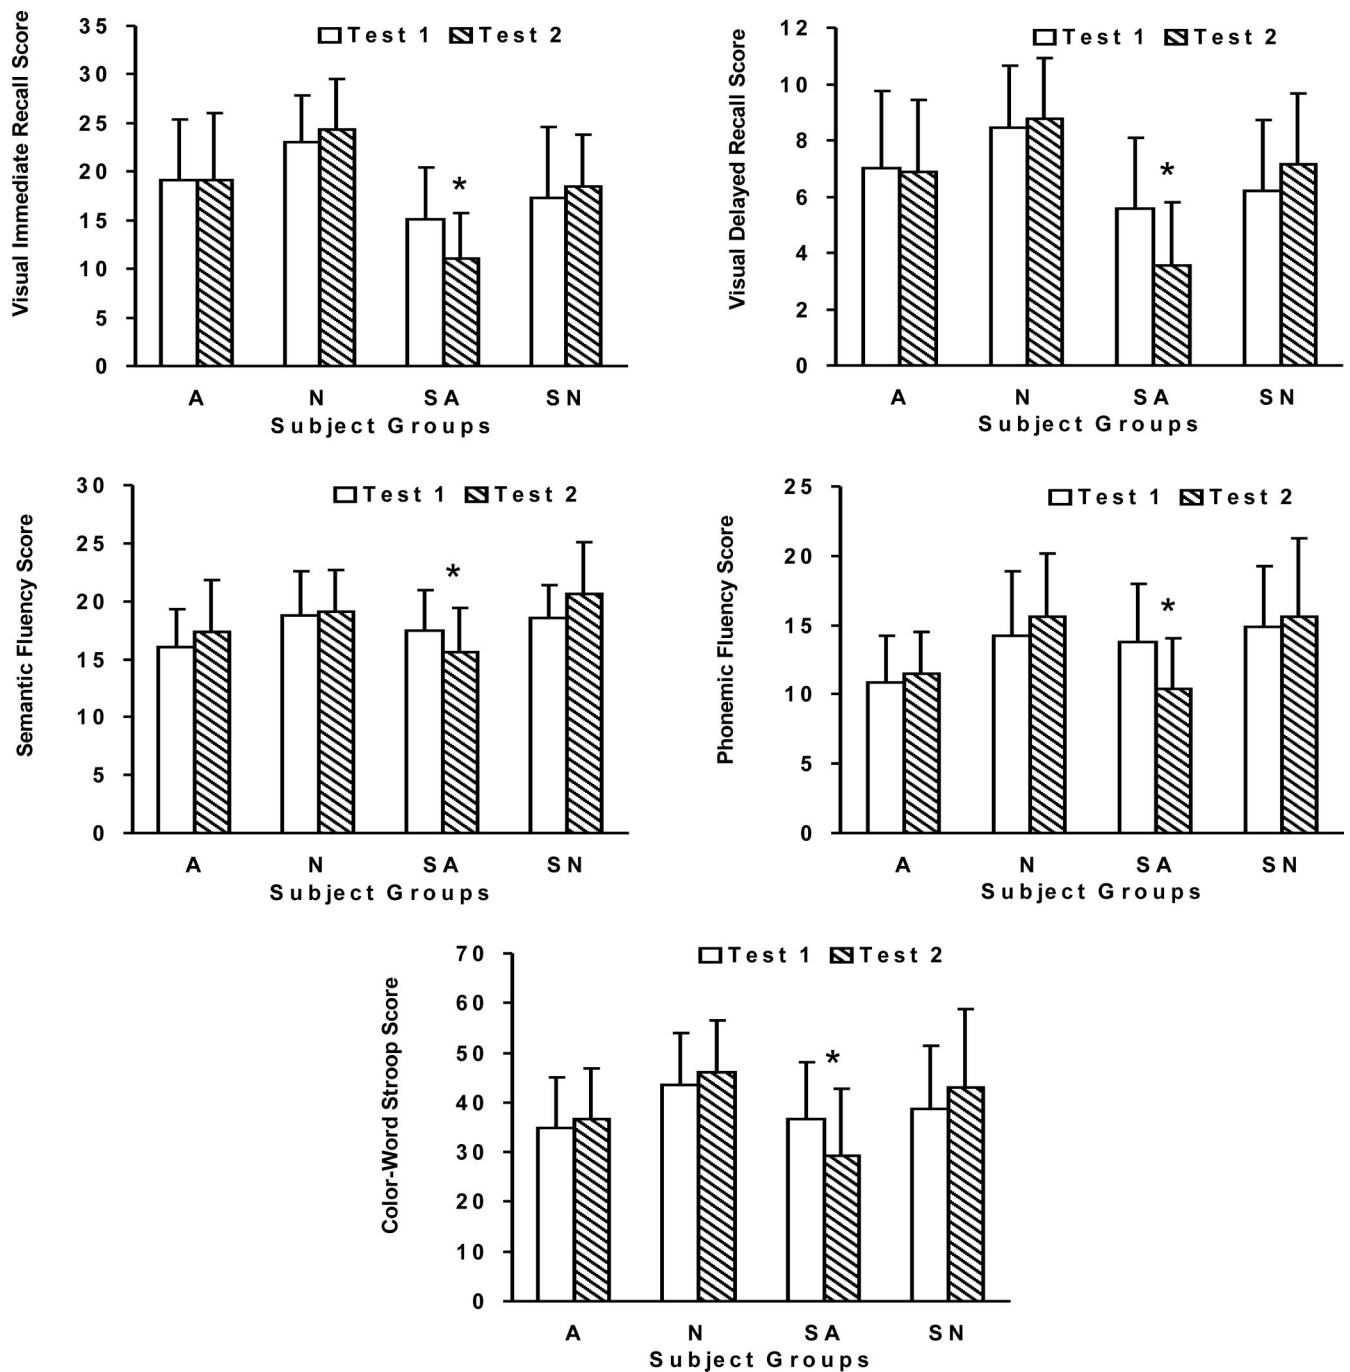 Visual Immediate Recall Score
Test 1 Test 2
35
30
25
20
15
10
5
0
*
A N SA SN
Subject Groups
Visual Delayed Recall Score
Test 1 Test 2
12
10
8
6
4
2
0
*
A N SA SN
Subject Groups
Semantic Fluency Score
Test 1 Test 2
30
25
20
15
10
5
0
*
A N SA SN
Subject Groups
Phonemic Fluency Score
Test 1 Test 2
25
20
15
10
5
0
*
A N SA SN
Subject Groups
Color-Word Stroop Score
Test 1 Test 2
70
60
50
40
30
20
10
0
*
A N SA SN
Subject Groups